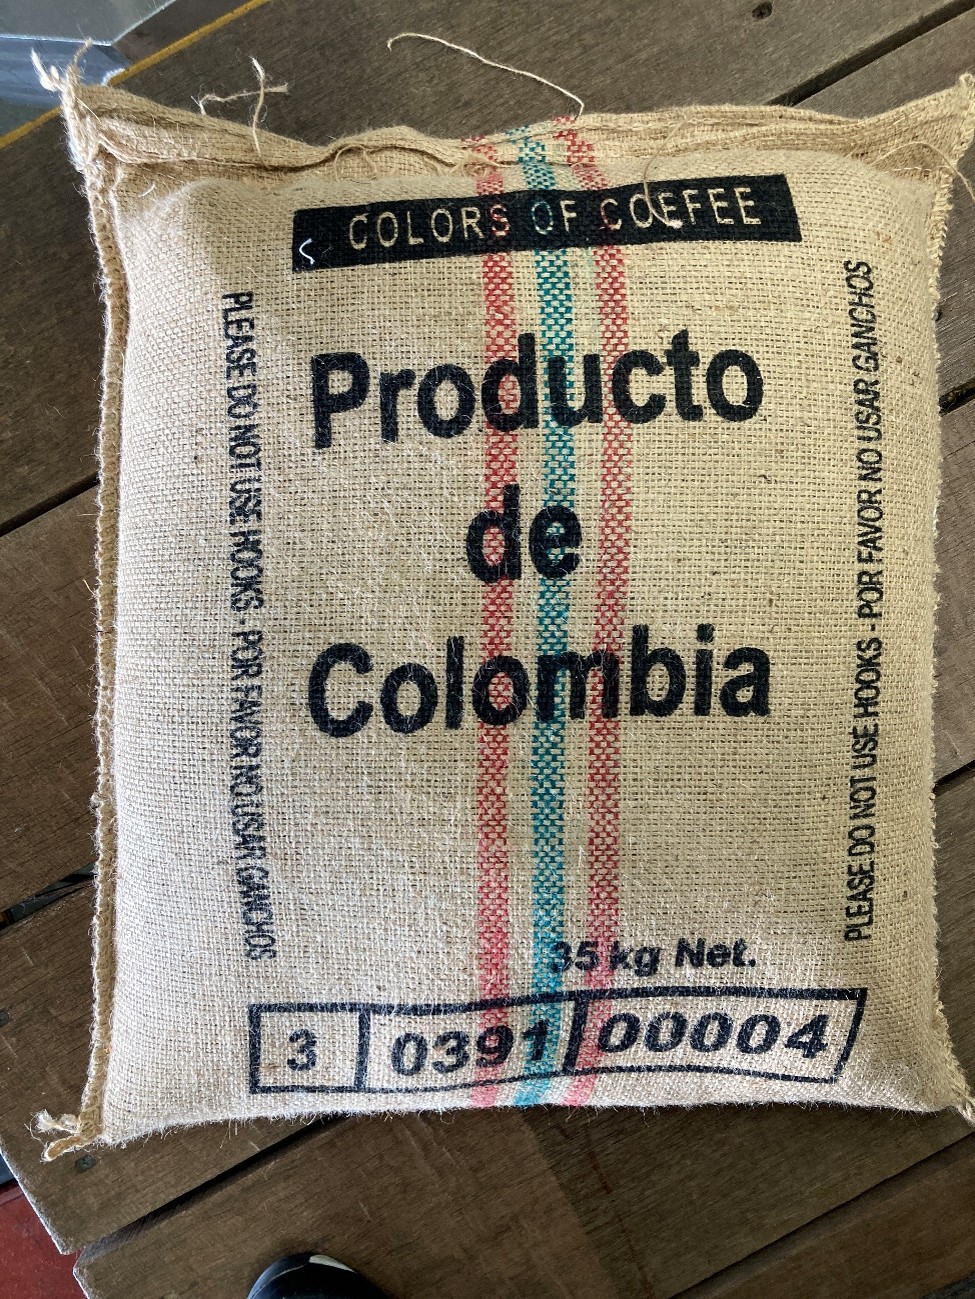 COLORS OF COFFEE
PLEASE DO NOT USE HOOKS - POR FAVOR NO USAR GANCHOS
Producto
de
Colombia
PLEASE DO NOT USE HOOKS - POR FAVOR NO USAR GANCHOS
35 kg Net.
3 0391 00004